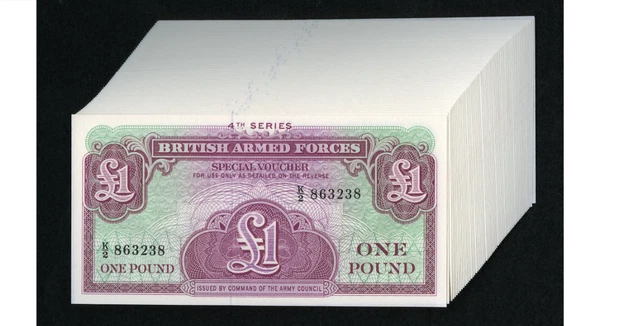 4TH SERIES
BRITISH ARMED FORCES
SPECIAL VOUCHER
FOR USE ONLY AS DETAILED ON THE REVERSE
£1
£1
K/2 863238
£1
K/2 863238
ONE POUND
ONE
POUND
ISSUED BY COMMAND OF THE ARMY COUNCIL